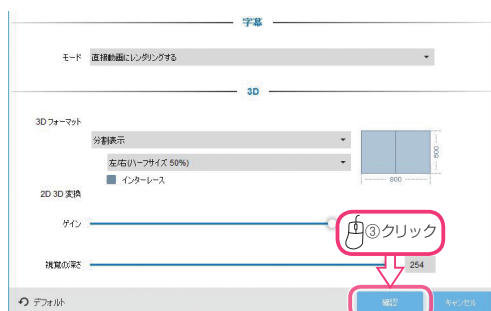 字幕
モード 直接動画にレンダリングする
3D
3D フォーマット
分割表示
左/右(ハーフサイズ 50%)
インターレース
600
800
2D 3D 変換
ゲイン
③クリック
視覚の深さ 254
デフォルト 確認 キャンセル